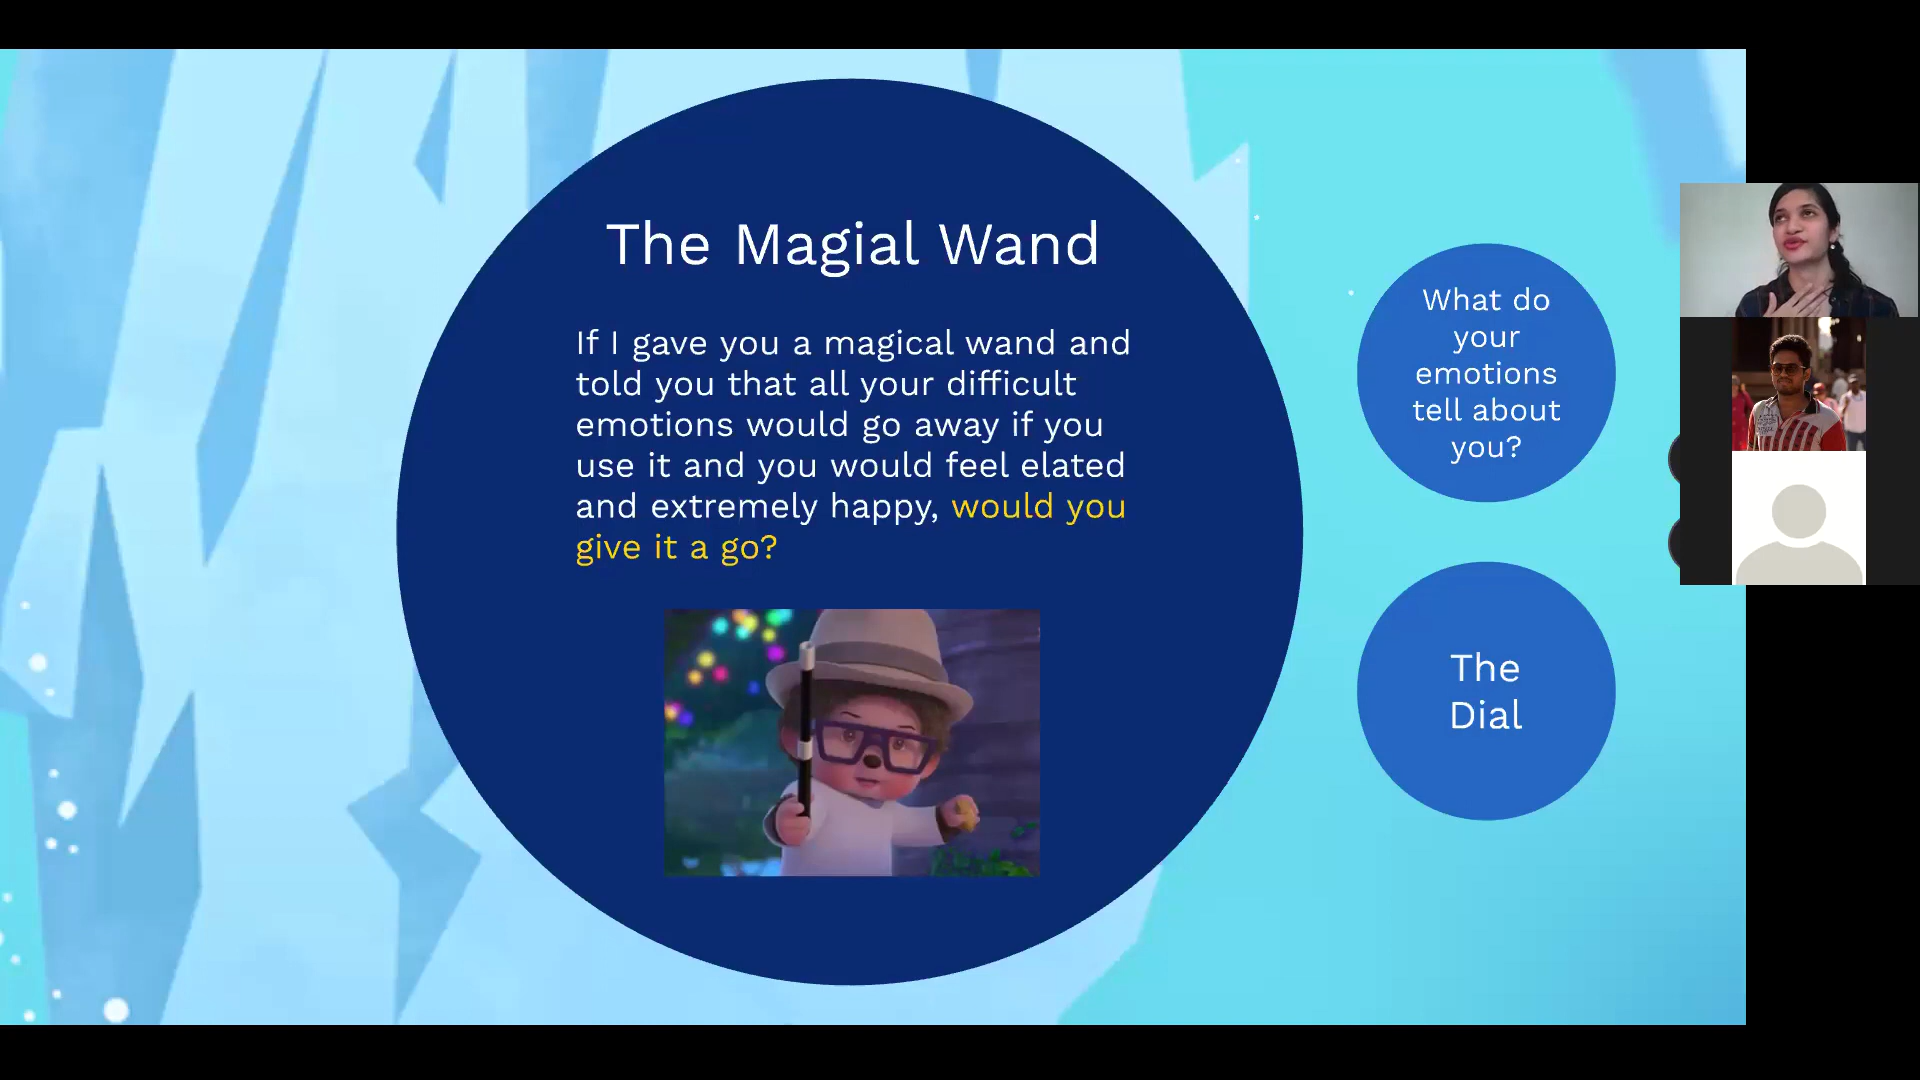 The Magial Wand
If I gave you a magical wand and
told you that all your difficult
emotions would go away if you
use it and you would feel elated
and extremely happy, would you
give it a go?
What do
your
emotions
tell about
you?
The
Dial